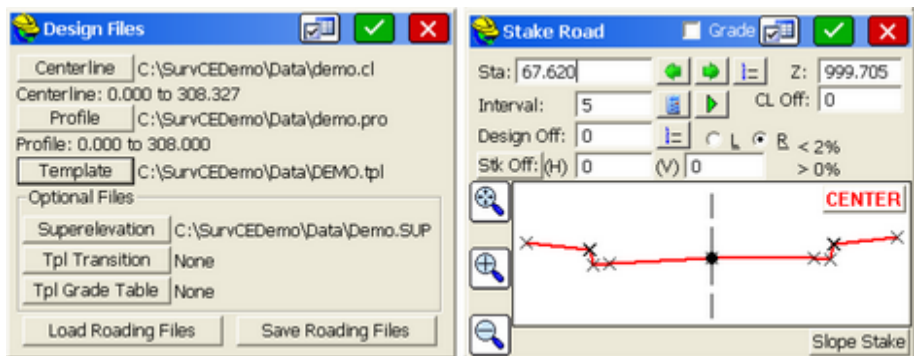 Design Files
Centerline C:\SurvCEDemo\Data\demo.cl
Centerline: 0.000 to 308.327
Profile C:\SurvCEDemo\Data\demo.pro
Profile: 0.000 to 308.000
Template C:\SurvCEDemo\Data\DEMO.tpl
Optional Files
Superelevation C:\SurvCEDemo\Data\Demo.SUP
Tpl Transition None
Tpl Grade Table None
Load Roading Files Save Roading Files
Stake Road Grade
Sta: 67.620 Z: 999.705
Interval: 5 CL Off: 0
Design Off: 0 L R < 2%
Stk Off: (H) 0 (V) 0 > 0%
CENTER
Slope Stake